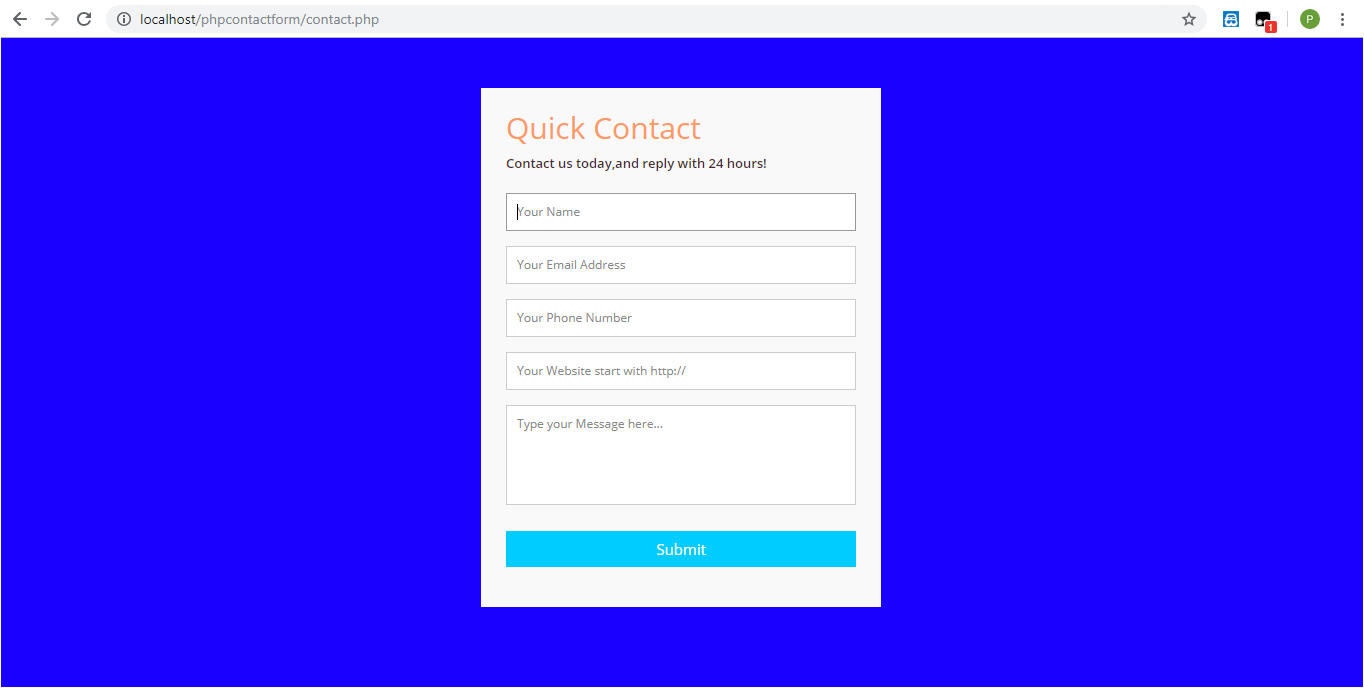 localhost/phpcontactform/contact.php
1
P
Quick Contact
Contact us today,and reply with 24 hours!
Your Name
Your Email Address
Your Phone Number
Your Website start with http://
Type your Message here...
Submit